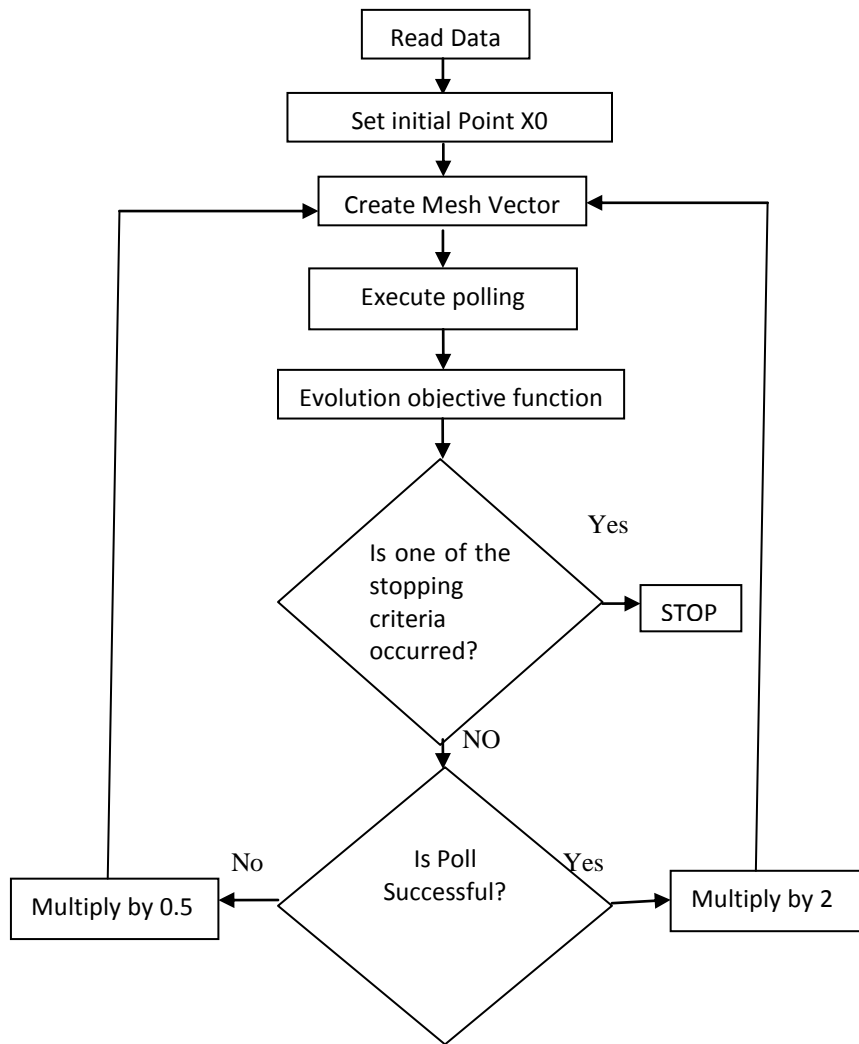 Read Data
Set initial Point X0
Create Mesh Vector
Execute polling
Evolution objective function
Yes
Is one of the
stopping
criteria
occurred?
STOP
NO
No
Is Poll
Successful?
Yes
Multiply by 0.5
Multiply by 2